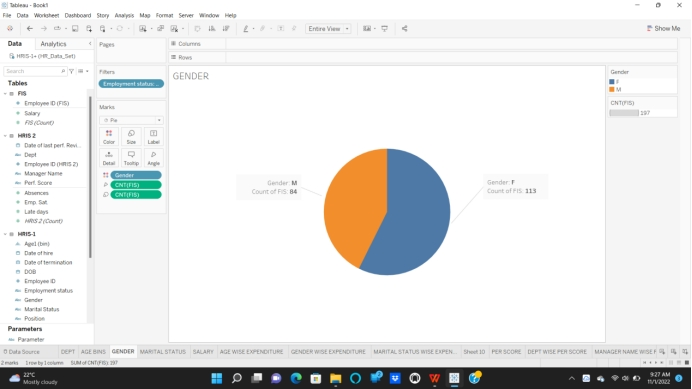 Tableau - Book1
File Data Worksheet Dashboard Story Analysis Map Format Server Window Help
Entire View
Show Me
Data Analytics
HRIS-1+ (HR_Data_Set)
Search
Tables
FIS
Employee ID (FIS)
Salary
FIS (Count)
HRIS 2
Date of last perf. Revi...
Dept
Employee ID (HRIS 2)
Manager Name
Perf. Score
Absences
Emp. Sat.
Late days
HRIS 2 (Count)
HRIS-1
Age1 (bin)
Date of hire
Date of termination
DOB
Employee ID
Employment status
Gender
Marital Status
Position
Parameters
Parameter
Pages
Filters
Employment status: ...
Marks
Pie
Color Size Label
Detail Tooltip Angle
Gender
CNT(FIS)
CNT(FIS)
Columns
Rows
GENDER
Gender: M
Count of FIS: 84
Gender: F
Count of FIS: 113
Gender
F
M
CNT(FIS)
197
Data Source DEPT AGE BINS GENDER MARITAL STATUS SALARY AGE WISE EXPENDITURE GENDER WISE EXPENDITURE MARITAL STATUS WISE EXPEN... Sheet 10 PER SCORE DEPT WISE PER SCORE MANAGER NAME WISE P
2 marks 1 row by 1 column SUM of CNT(FIS): 197
22°C
Mostly cloudy
9:27 AM
11/1/2022